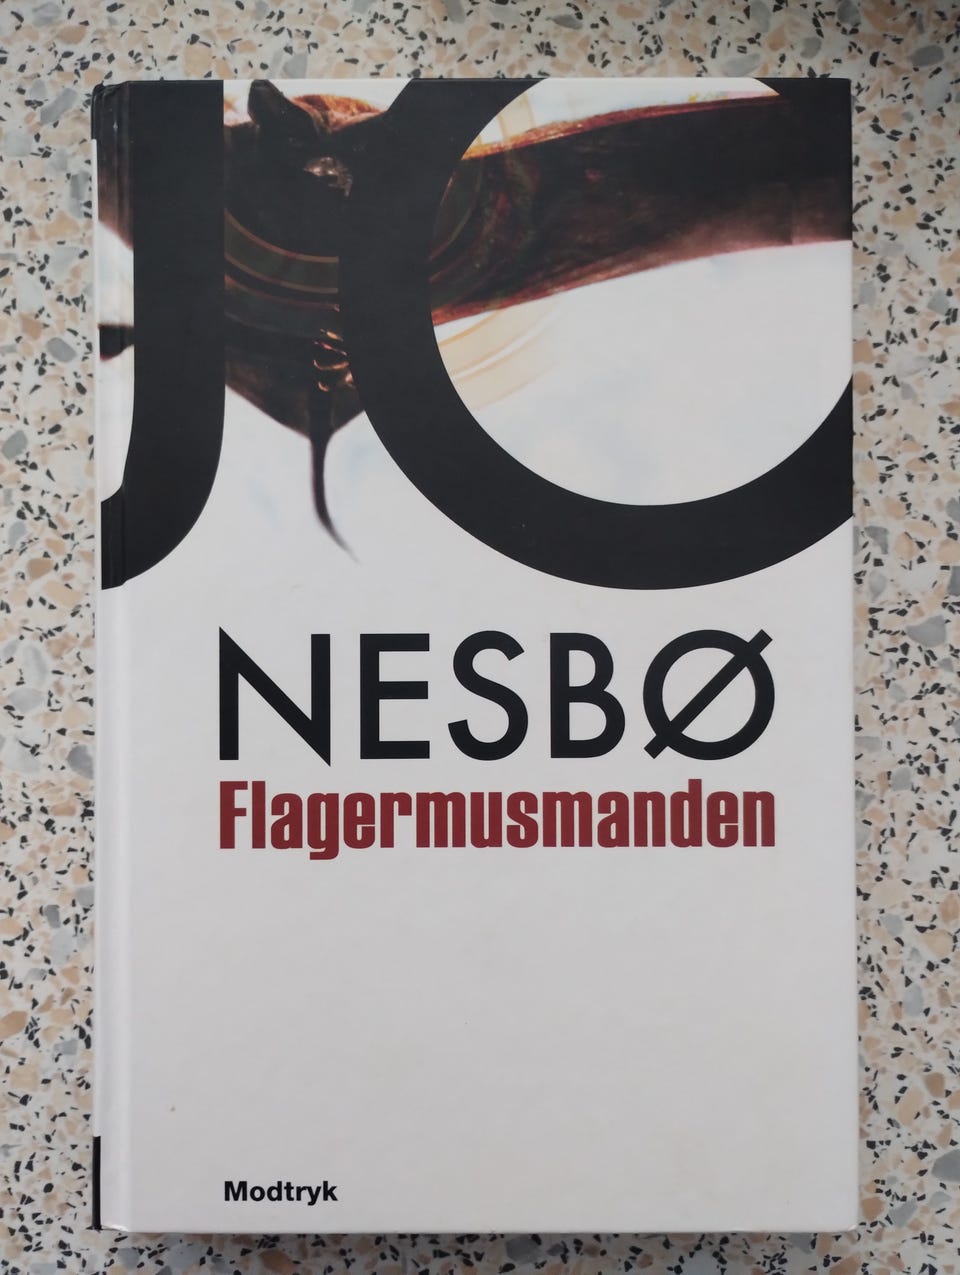 JO
NESBØ
Flagermusmanden
Modtryk